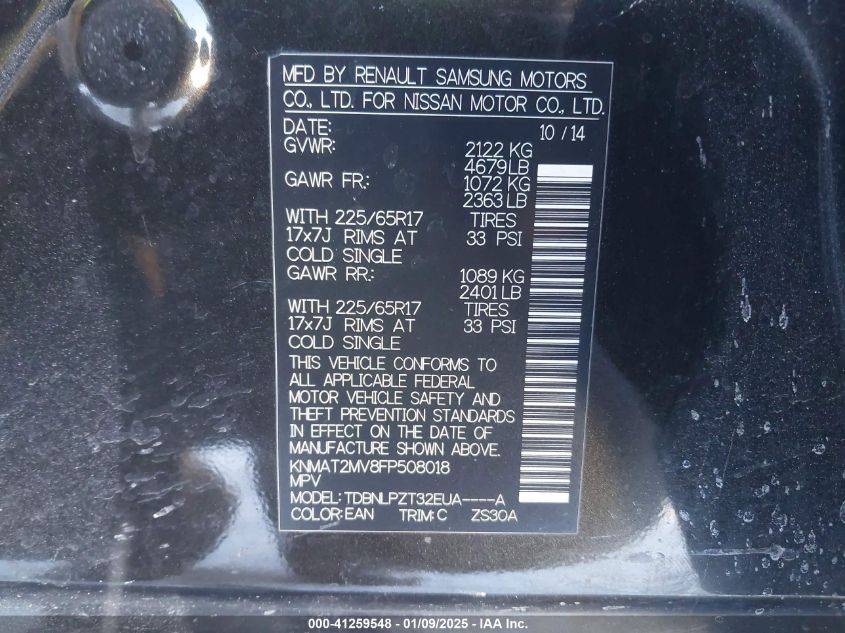 MFD BY RENAULT SAMSUNG MOTORS
CO., LTD. FOR NISSAN MOTOR CO., LTD.
DATE: 10 / 14
GVWR: 2122 KG
4679LB
GAWR FR.: 1072 KG
2363 LB
WITH 225/65R17 TIRES
17x7J RIMS AT 33 PSI
COLD SINGLE
GAWR RR.: 1089 KG
2401 LB
WITH 225/65R17 TIRES
17x7J RIMS AT 33 PSI
COLD SINGLE
THIS VEHICLE CONFORMS TO
ALL APPLICABLE FEDERAL
MOTOR VEHICLE SAFETY AND
THEFT PREVENTION STANDARDS
IN EFFECT ON THE DATE OF
MANUFACTURE SHOWN ABOVE.
KNMAT2MV8FP508018
MPV
MODEL: TDBNLPZT32EUA----A
COLOR:EAN TRIM: C ZS30A
000-41259548 - 01/09/2025 - IAA Inc.